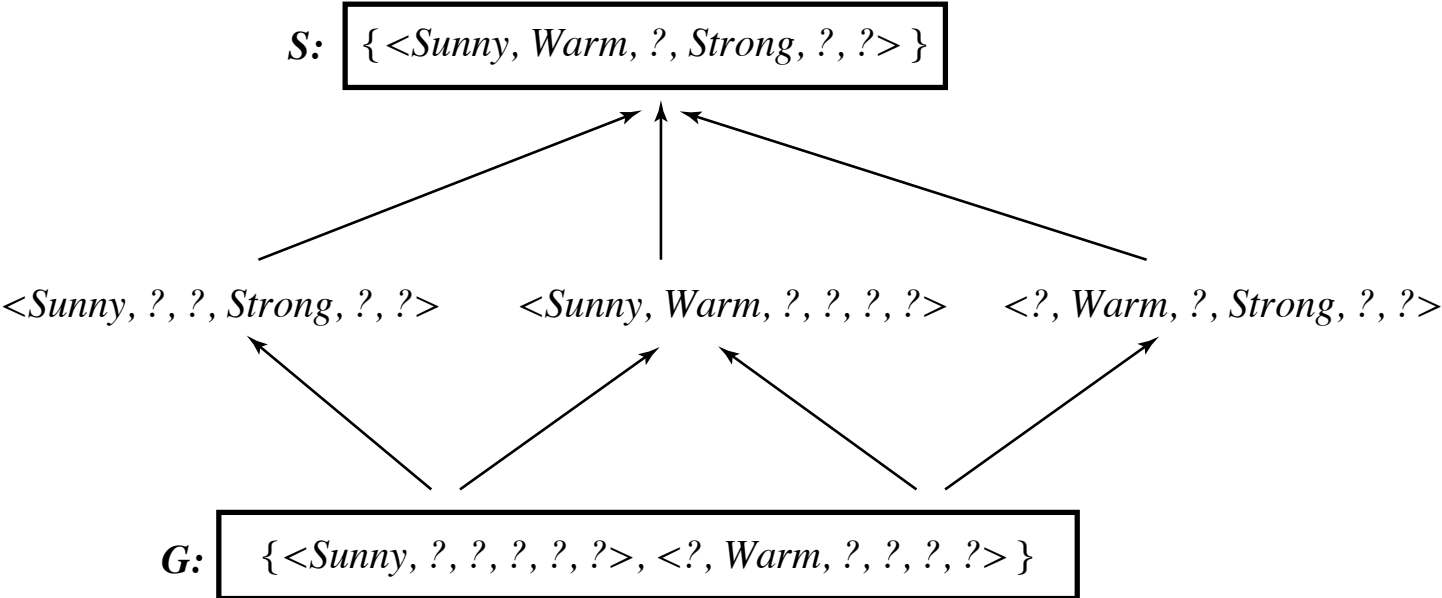 S: { <Sunny, Warm, ?, Strong, ?, ?> }
<Sunny, ?, ?, Strong, ?, ?> <Sunny, Warm, ?, ?, ?, ?> <?, Warm, ?, Strong, ?, ?>
G: { <Sunny, ?, ?, ?, ?, ?>, <?, Warm, ?, ?, ?, ?> }